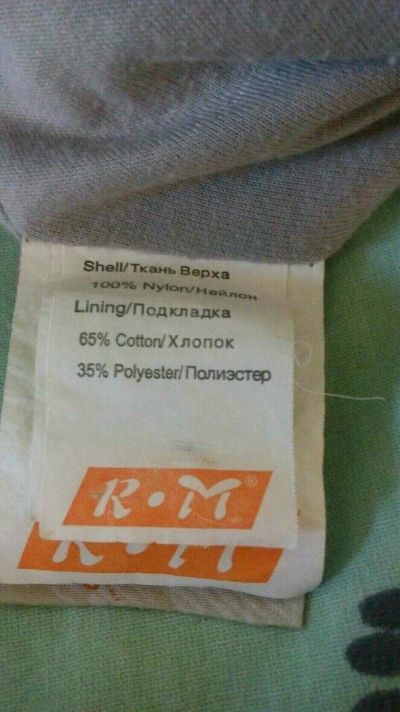 Shell/Ткань Верха
100% Nylon/Нейлон
Lining/Подкладка
65% Cotton/Хлопок
35% Polyester/Полиэстер
R•M®
R•M